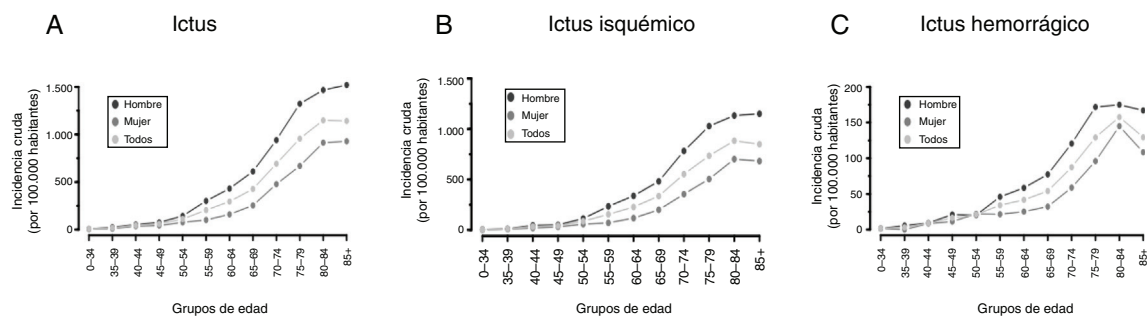 A Ictus
Incidencia cruda
(por 100.000 habitantes)
1.500
1.000
500
0
Hombre
Mujer
Todos
0–34
35–39
40–44
45–49
50–54
55–59
60–64
65–69
70–74
75–79
80–84
85+
Grupos de edad
B Ictus isquémico
Incidencia cruda
(por 100.000 habitantes)
1.500
1.000
500
0
Hombre
Mujer
Todos
0–34
35–39
40–44
45–49
50–54
55–59
60–64
65–69
70–74
75–79
80–84
85+
Grupos de edad
C Ictus hemorrágico
Incidencia cruda
(por 100.000 habitantes)
200
150
100
50
0
Hombre
Mujer
Todos
0–34
35–39
40–44
45–49
50–54
55–59
60–64
65–69
70–74
75–79
80–84
85+
Grupos de edad